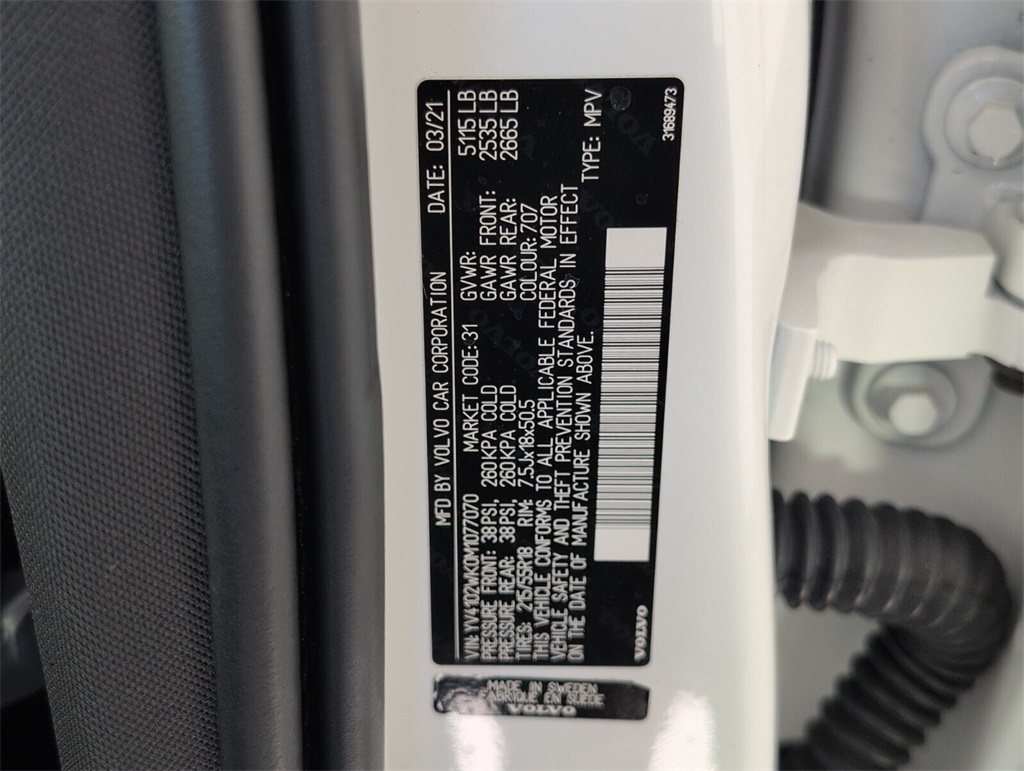 MFD BY VOLVO CAR CORPORATION DATE: 03/21
VIN: YV4102WK0M1077070 MARKET CODE: 31 GVWR: 5115 LB
PRESSURE FRONT: 38PSI, 260KPA COLD GAWR FRONT: 2535 LB
PRESSURE REAR: 38PSI, 260KPA COLD GAWR REAR: 2665 LB
TIRES: 215/55R18 RIM: 7.5Jx18x50.5 COLOUR: 707
THIS VEHICLE CONFORMS TO ALL APPLICABLE FEDERAL MOTOR
VEHICLE SAFETY AND THEFT PREVENTION STANDARDS IN EFFECT
ON THE DATE OF MANUFACTURE SHOWN ABOVE. TYPE: MPV
VOLVO 31689473
MADE IN SWEDEN
FABRIQUE EN SUEDE
VOLVO